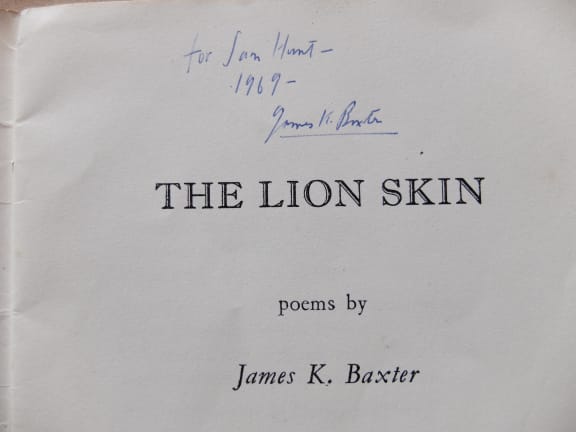 for Sam Hunt –
1969 –
James K. Baxter
THE LION SKIN
poems by
James K. Baxter